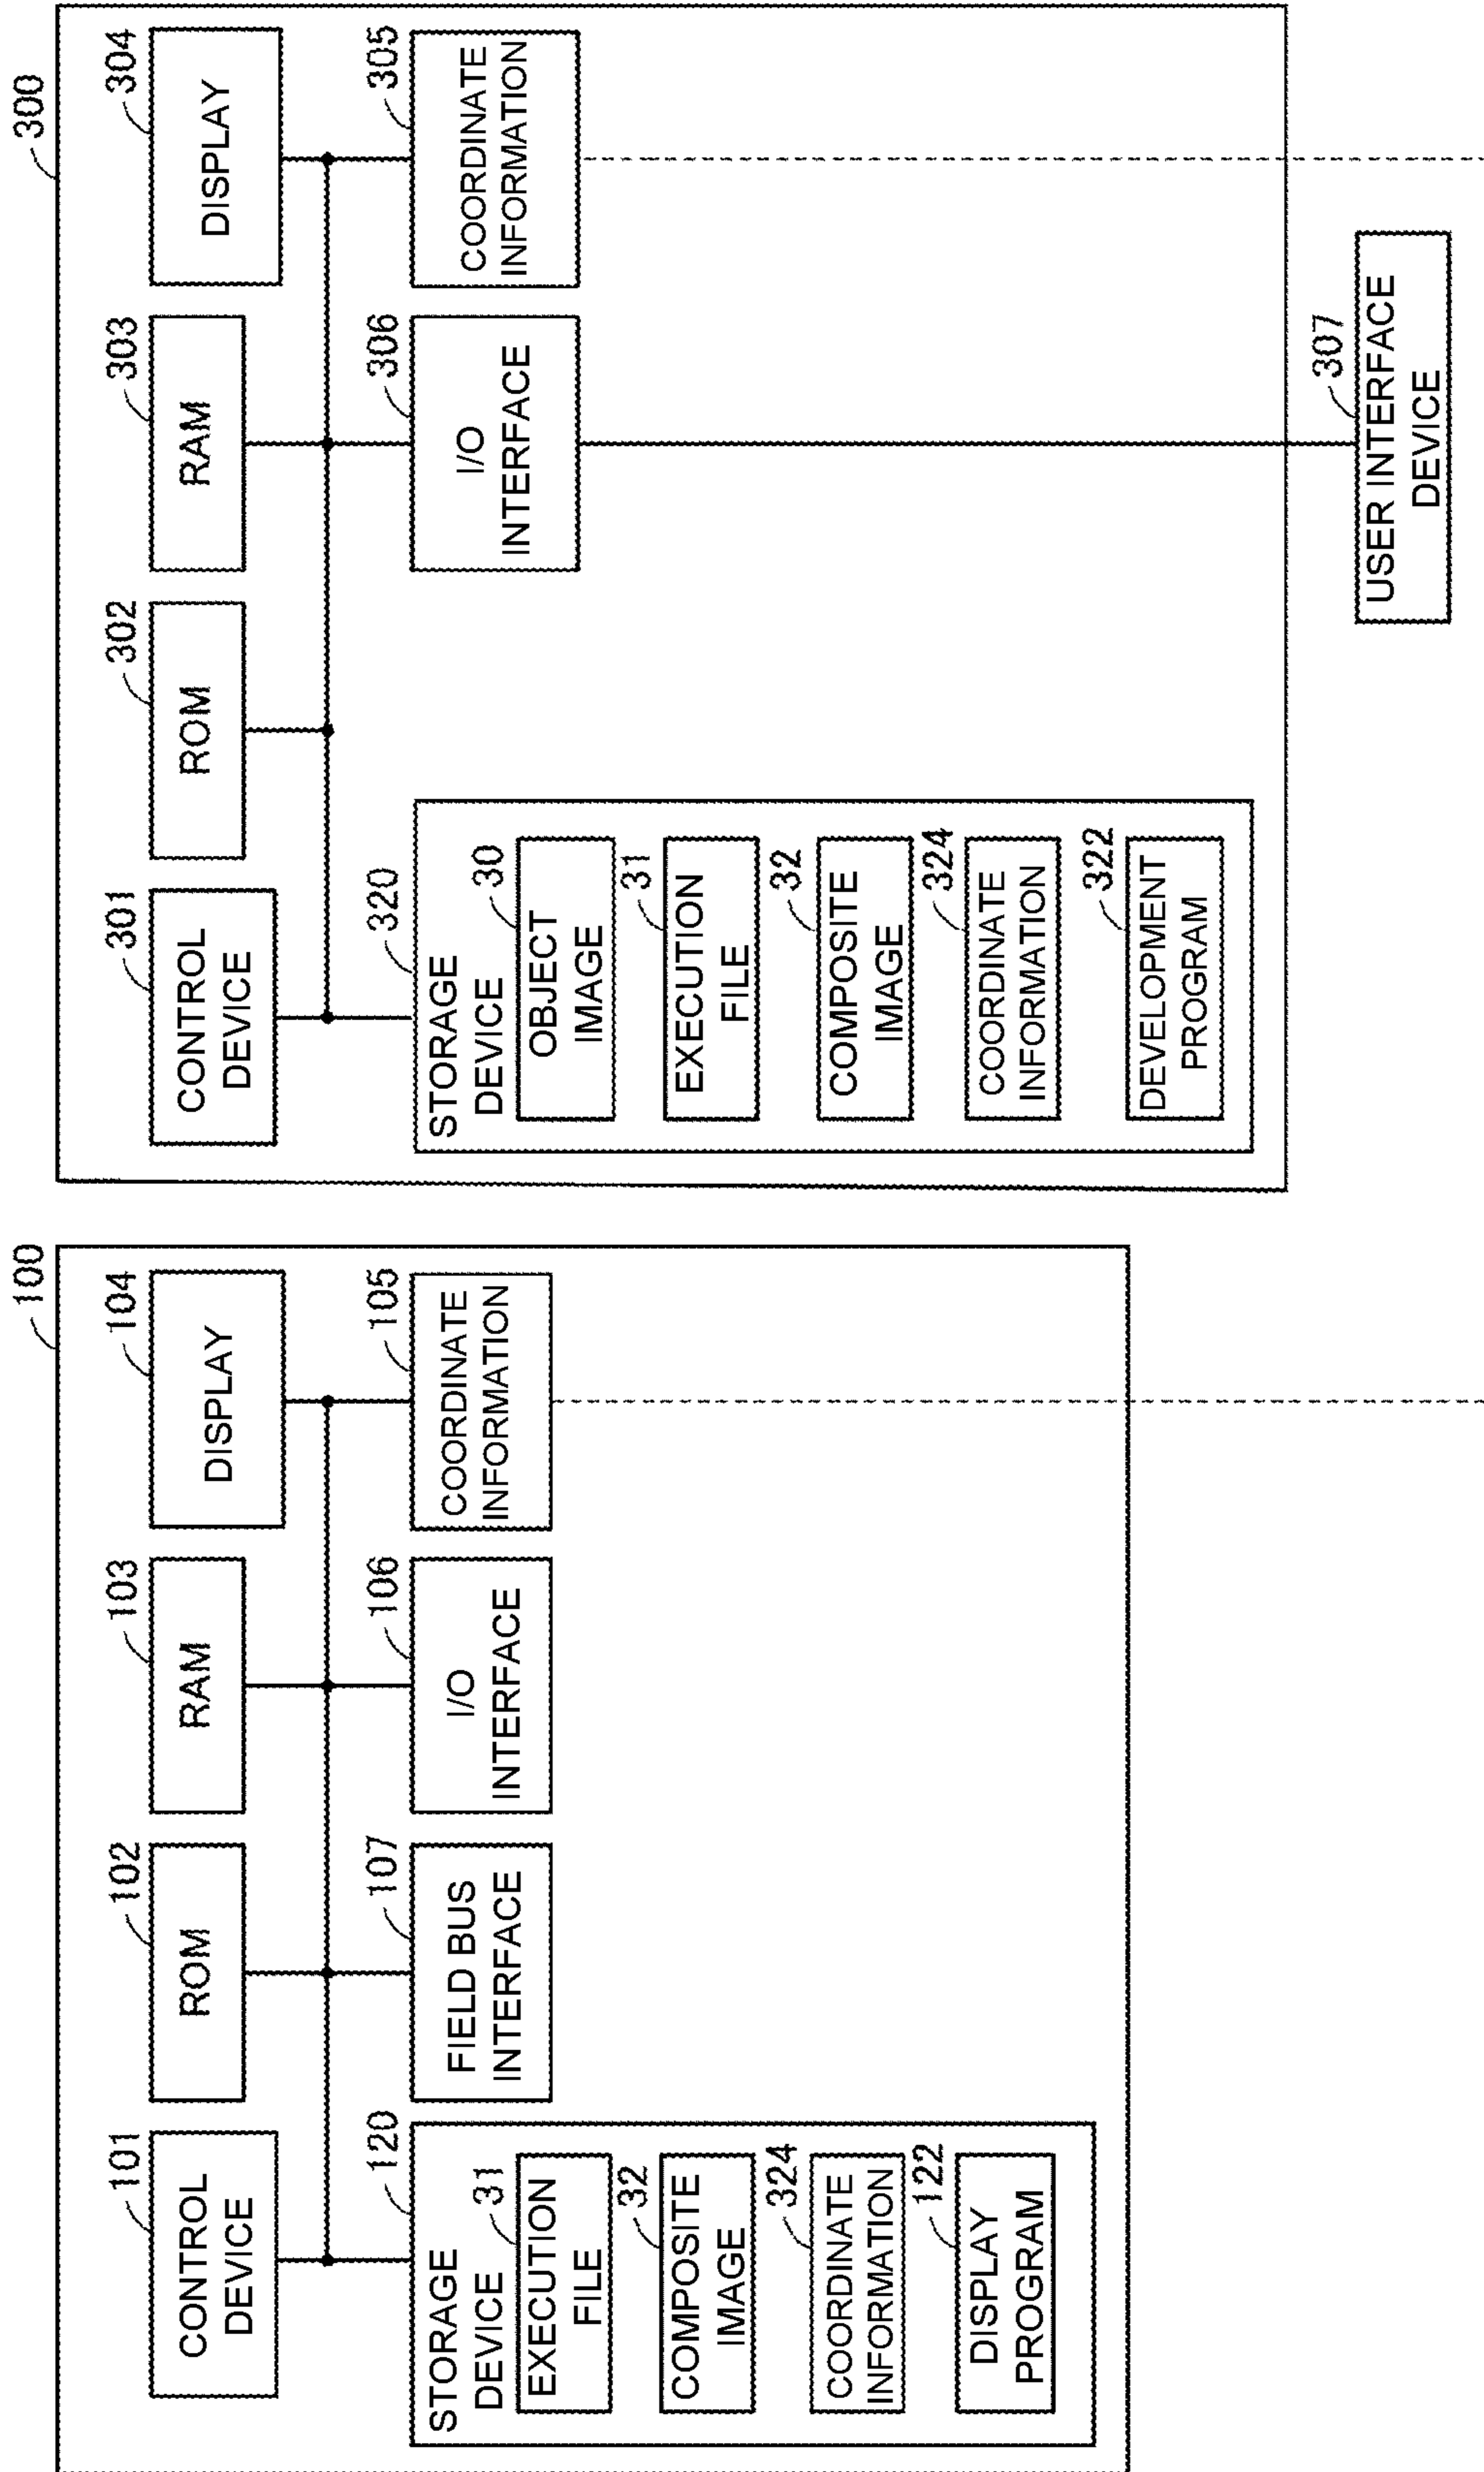 100
101
CONTROL
DEVICE
102
ROM
103
RAM
104
DISPLAY
120
STORAGE
DEVICE
31
EXECUTION
FILE
32
COMPOSITE
IMAGE
324
COORDINATE
INFORMATION
122
DISPLAY
PROGRAM
107
FIELD BUS
INTERFACE
106
I/O
INTERFACE
105
COORDINATE
INFORMATION
300
301
CONTROL
DEVICE
302
ROM
303
RAM
304
DISPLAY
320
STORAGE
DEVICE
30
OBJECT
IMAGE
31
EXECUTION
FILE
32
COMPOSITE
IMAGE
324
COORDINATE
INFORMATION
322
DEVELOPMENT
PROGRAM
306
I/O
INTERFACE
305
COORDINATE
INFORMATION
307
USER INTERFACE
DEVICE